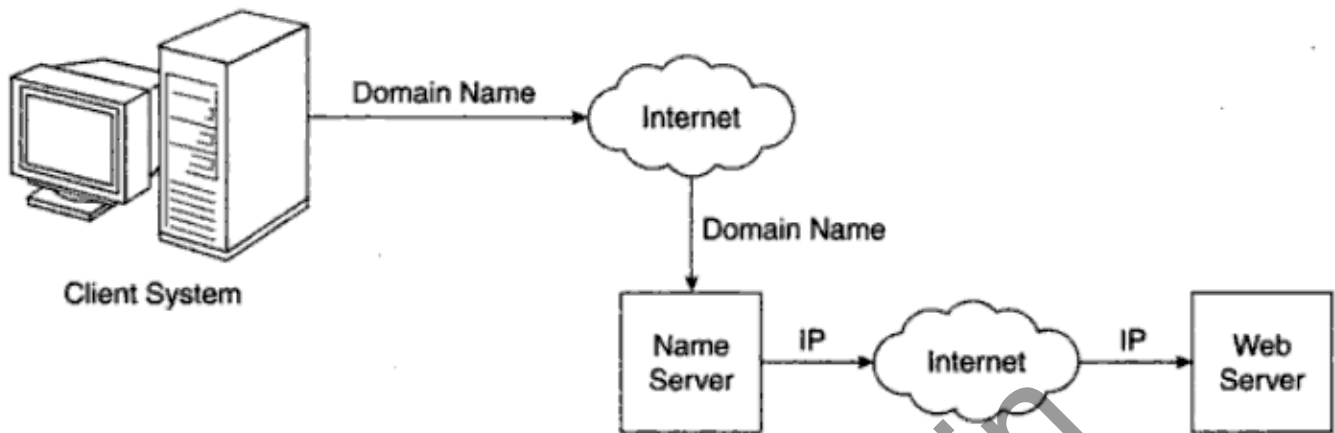 Domain Name
Internet
Domain Name
Client System
Name
Server
IP
Internet
IP
Web
Server